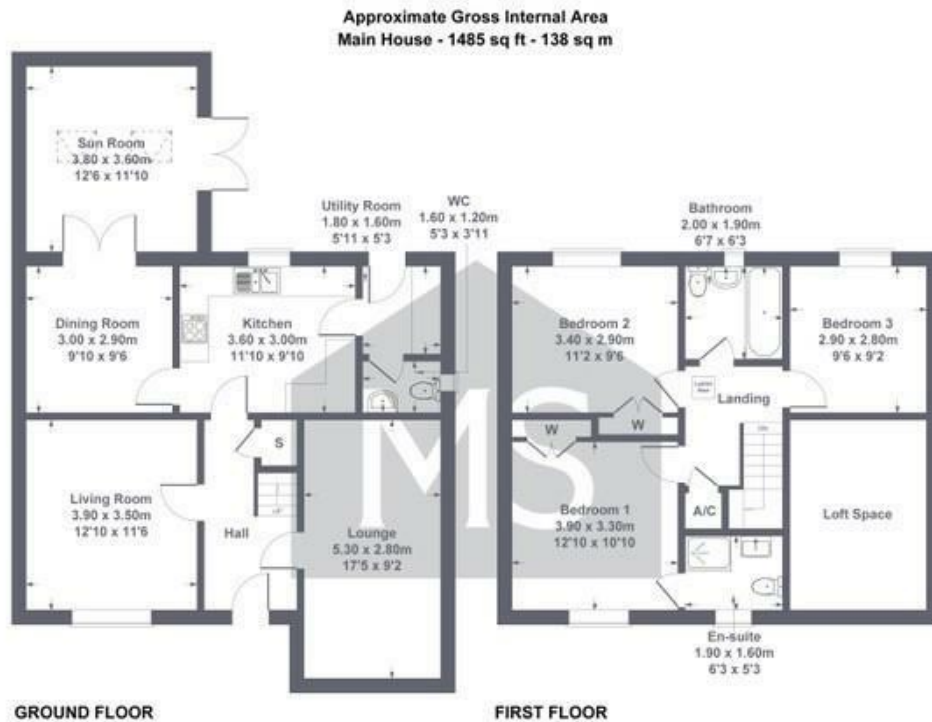 Approximate Gross Internal Area
Main House - 1485 sq ft - 138 sq m
Sun Room
3.80 x 3.60m
12'6 x 11'10
Utility Room
1.80 x 1.60m
5'11 x 5'3
WC
1.60 x 1.20m
5'3 x 3'11
Dining Room
3.00 x 2.90m
9'10 x 9'6
Kitchen
3.60 x 3.00m
11'10 x 9'10
Living Room
3.90 x 3.50m
12'10 x 11'6
S
Hall
Lounge
5.30 x 2.80m
17'5 x 9'2
GROUND FLOOR
Bathroom
2.00 x 1.90m
6'7 x 6'3
Bedroom 2
3.40 x 2.90m
11'2 x 9'6
Bedroom 3
2.90 x 2.80m
9'6 x 9'2
Landing
W
W
Bedroom 1
3.90 x 3.30m
12'10 x 10'10
A/C
Loft Space
En-suite
1.90 x 1.60m
6'3 x 5'3
FIRST FLOOR
MS